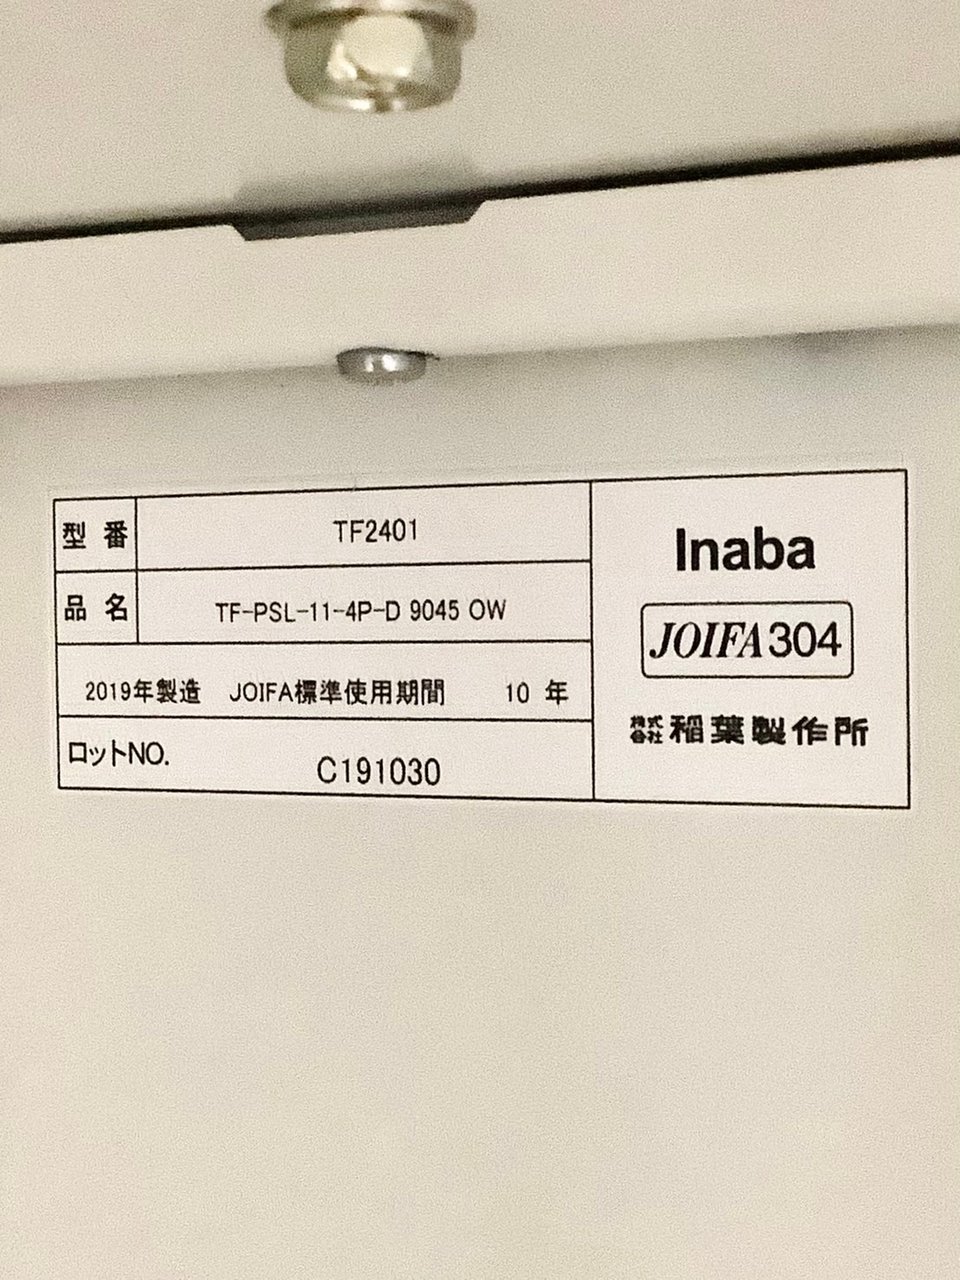 型番 TF2401
品名 TF-PSL-11-4P-D 9045 OW
2019年製造 JOIFA標準使用期間 10 年
ロットNO. C191030
Inaba
JOIFA304
株式会社 稲葉製作所